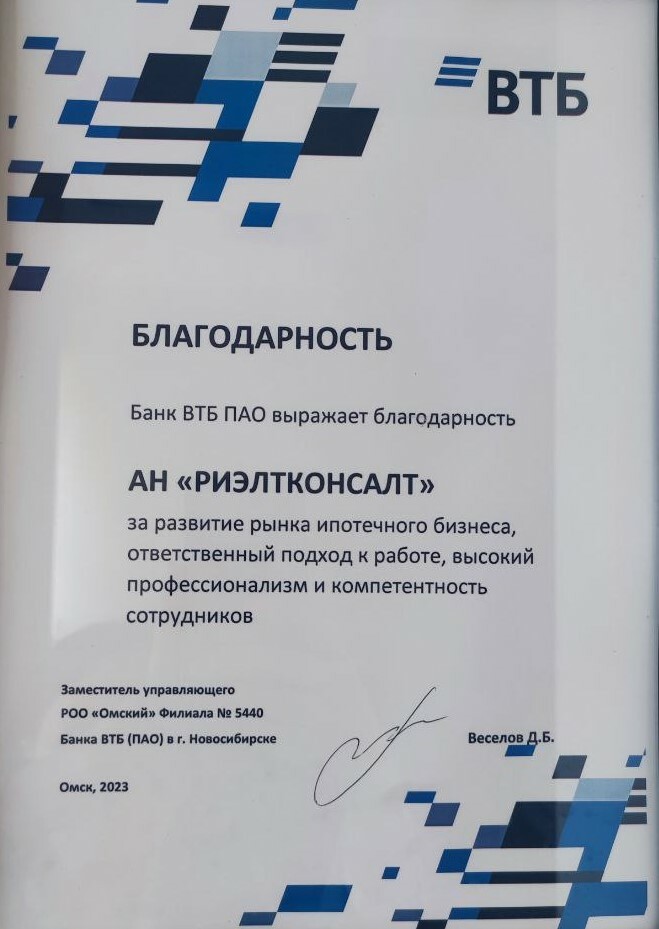 ВТБ
БЛАГОДАРНОСТЬ
Банк ВТБ ПАО выражает благодарность
АН «РИЭЛТКОНСАЛТ»
за развитие рынка ипотечного бизнеса,
ответственный подход к работе, высокий
профессионализм и компетентность
сотрудников
Заместитель управляющего
РОО «Омский» Филиала № 5440
Банка ВТБ (ПАО) в г. Новосибирске
Веселов Д.Б.
Омск, 2023